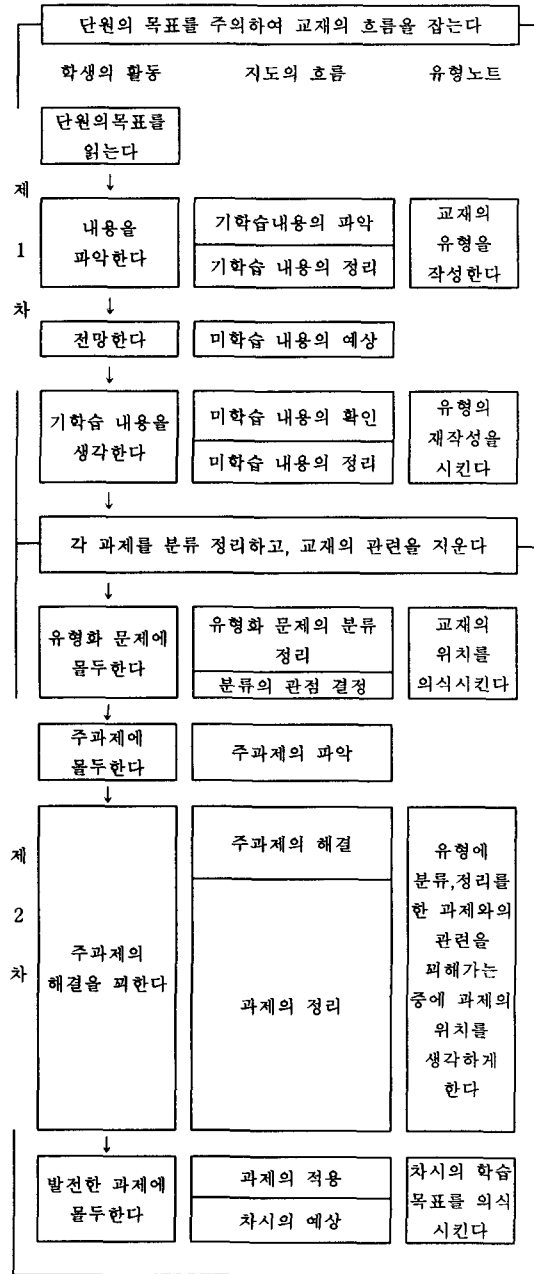 단원의 목표를 주의하여 교재의 흐름을 잡는다
학생의 활동
지도의 흐름
유형노트
단원의목표를
읽는다
↓
제
1
차
내용을
파악한다
기학습내용의 파악
기학습 내용의 정리
교재의
유형을
작성한다
↓
전망한다
미학습 내용의 예상
↓
기학습 내용을
생각한다
미학습 내용의 확인
미학습 내용의 정리
유형의
재작성을
시킨다
↓
각 과제를 분류 정리하고, 교재의 관련을 지운다
↓
유형화 문제에
몰두한다
유형화 문제의 분류
정리
분류의 관점 결정
교재의
위치를
의식시킨다
↓
주과제에
몰두한다
주과제의 파악
↓
제
2
차
주과제의
해결을 꾀한다
주과제의 해결
과제의 정리
유형에
분류,정리를
한 과제와의
관련을
꾀해가는
중에 과제의
위치를
생각하게
한다
↓
발전한 과제에
몰두한다
과제의 적용
차시의 예상
차시의 학습
목표를 의식
시킨다